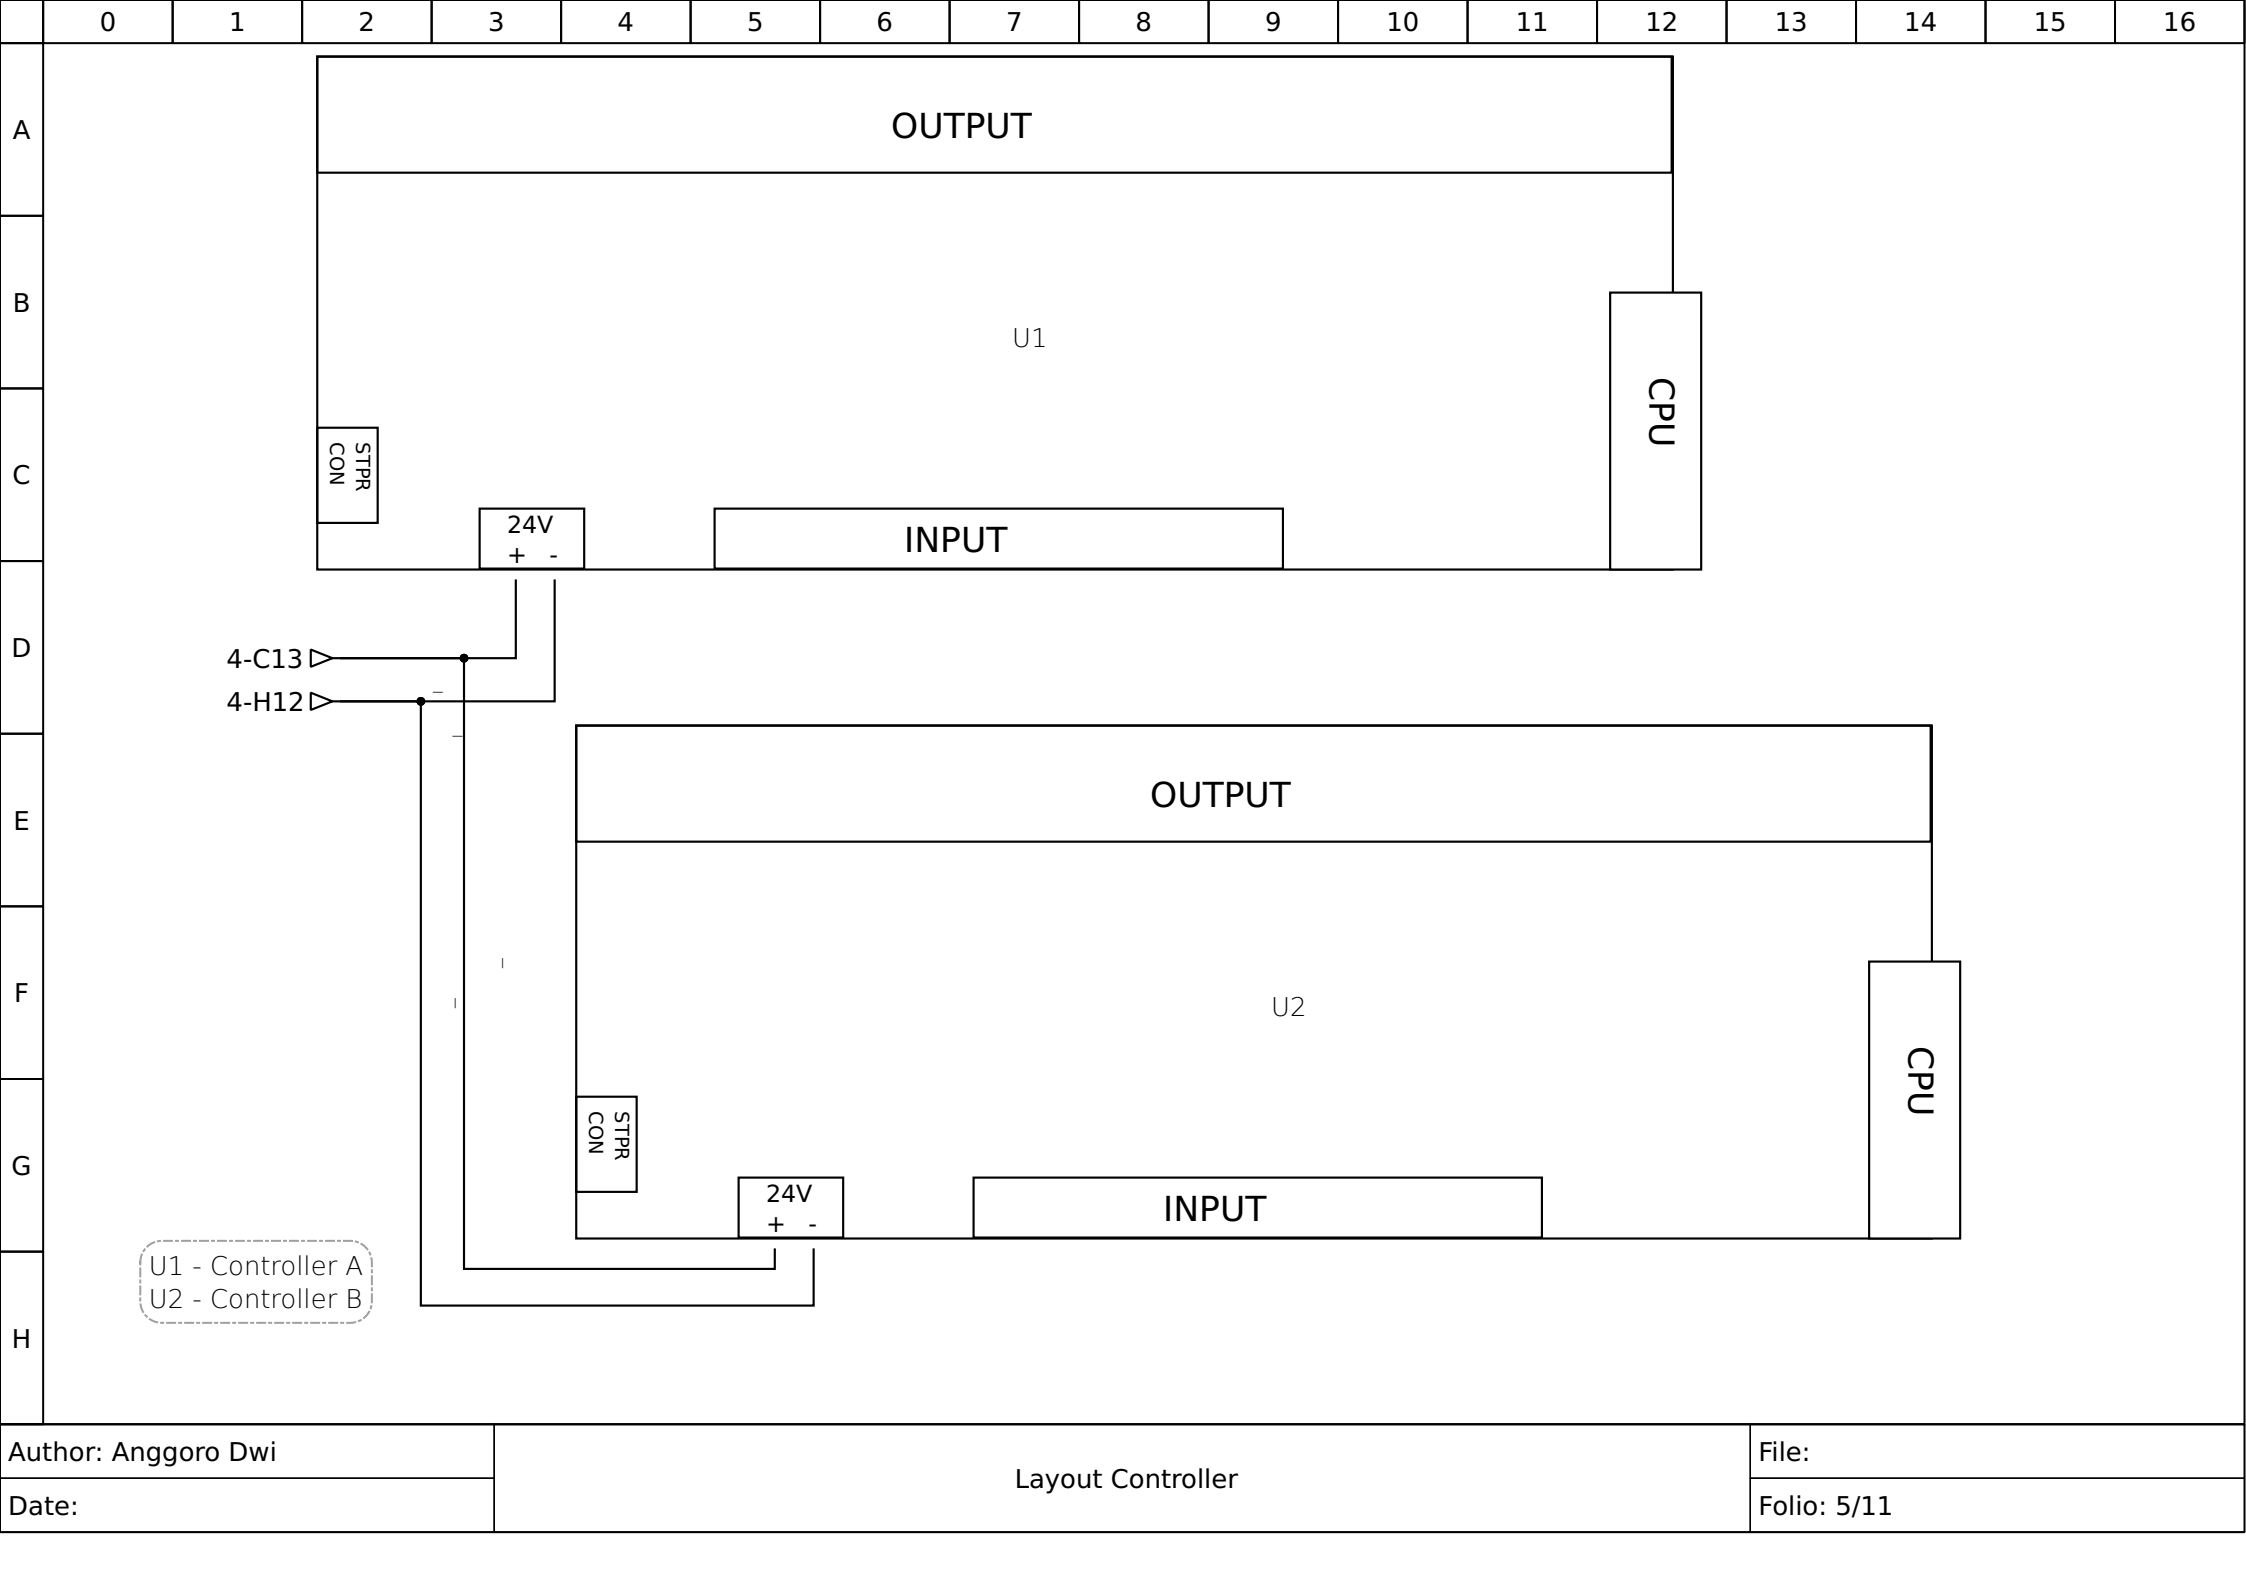 0 1 2 3 4 5 6 7 8 9 10 11 12 13 14 15 16
A
OUTPUT
B
U1
CPU
C
STPR
CON
24V
+ -
INPUT
D
4-C13
4-H12
E
OUTPUT
F
U2
CPU
G
STPR
CON
24V
+ -
INPUT
U1 - Controller A
U2 - Controller B
H
Author: Anggoro Dwi
Date:
Layout Controller
File:
Folio: 5/11